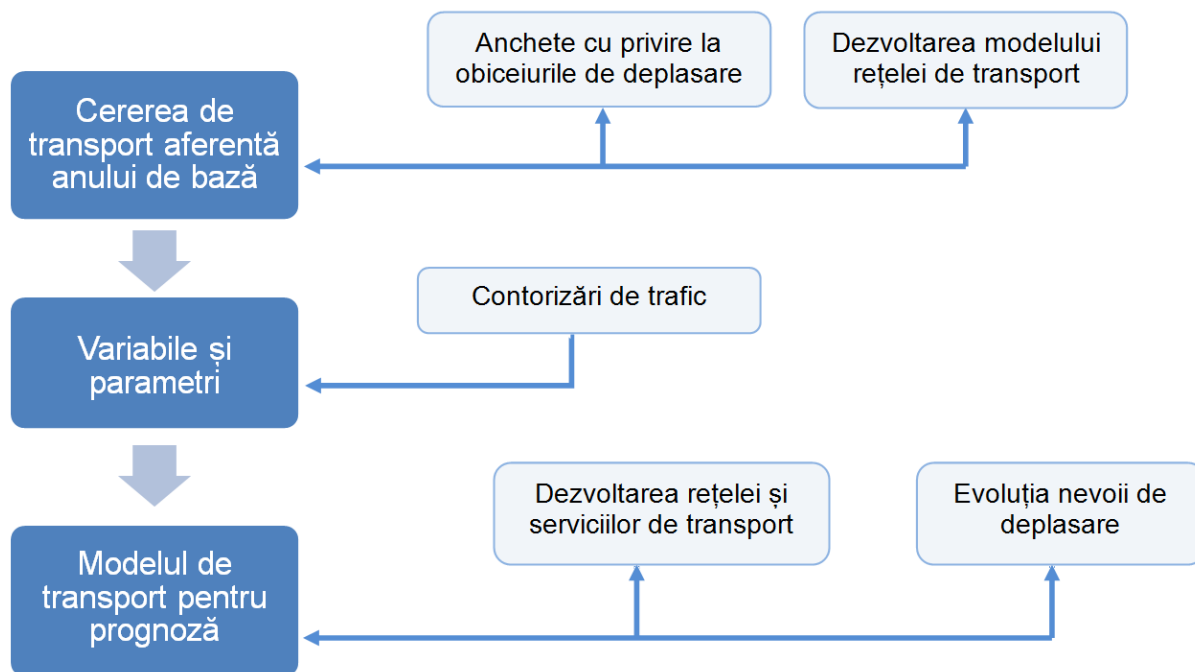 Anchete cu privire la
obiceiurile de deplasare
Dezvoltarea modelului
rețelei de transport
Cererea de
transport aferentă
anului de bază
Contorizări de trafic
Variabile și
parametri
Dezvoltarea rețelei și
serviciilor de transport
Evoluția nevoii de
deplasare
Modelul de
transport pentru
prognoză